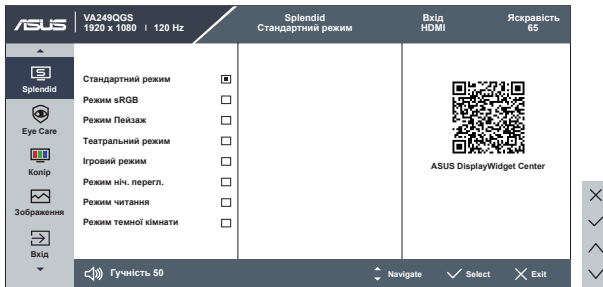 ASUS
VA249QGS
1920 x 1080 | 120 Hz
Splendid
Стандартний режим
Вхід
HDMI
Яскравість
65
Splendid
Eye Care
Колір
Зображення
Вхід
Стандартний режим
Режим sRGB
Режим Пейзаж
Театральний режим
Ігровий режим
Режим ніч. перегл.
Режим читання
Режим темної кімнати
ASUS DisplayWidget Center
Гучність 50
Navigate
Select
Exit